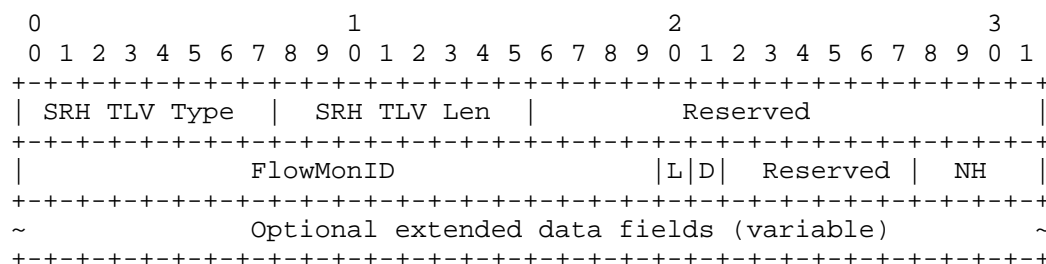 0                   1                   2                   3
 0 1 2 3 4 5 6 7 8 9 0 1 2 3 4 5 6 7 8 9 0 1 2 3 4 5 6 7 8 9 0 1
+-+-+-+-+-+-+-+-+-+-+-+-+-+-+-+-+-+-+-+-+-+-+-+-+-+-+-+-+-+-+-+-+
| SRH TLV Type  |  SRH TLV Len  |         Reserved              |
+-+-+-+-+-+-+-+-+-+-+-+-+-+-+-+-+-+-+-+-+-+-+-+-+-+-+-+-+-+-+-+-+
|              FlowMonID                |L|D|  Reserved |  NH   |
+-+-+-+-+-+-+-+-+-+-+-+-+-+-+-+-+-+-+-+-+-+-+-+-+-+-+-+-+-+-+-+-+
~              Optional extended data fields (variable)         ~
+-+-+-+-+-+-+-+-+-+-+-+-+-+-+-+-+-+-+-+-+-+-+-+-+-+-+-+-+-+-+-+-+